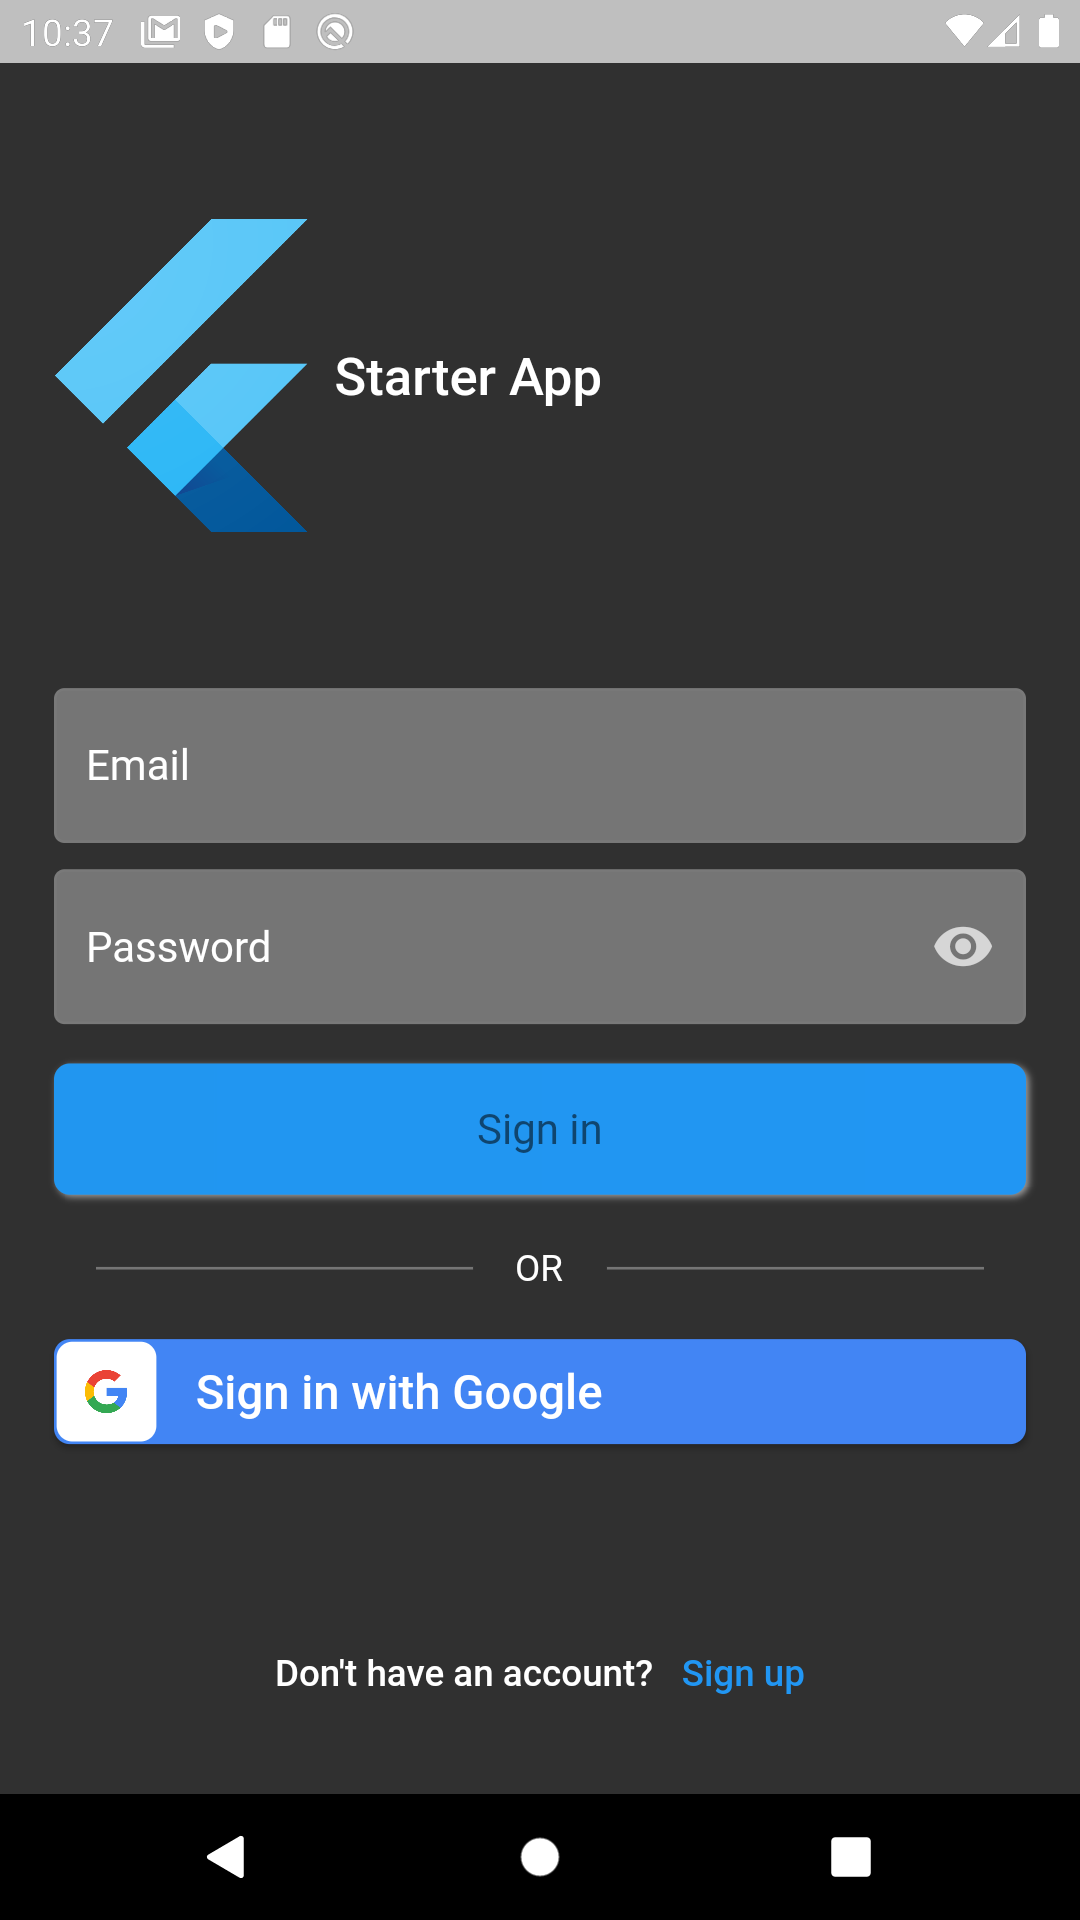 10:37
Starter App
Email
Password
Sign in
OR
Sign in with Google
Don't have an account? Sign up